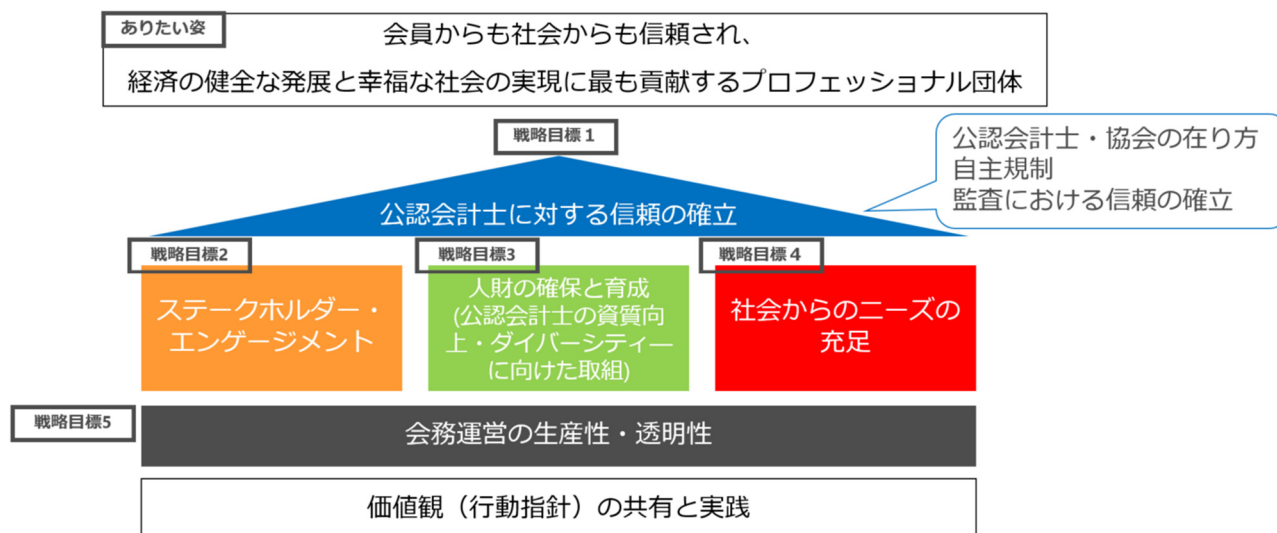 ありたい姿
会員からも社会からも信頼され、
経済の健全な発展と幸福な社会の実現に最も貢献するプロフェッショナル団体
戦略目標１
公認会計士に対する信頼の確立
公認会計士・協会の在り方
自主規制
監査における信頼の確立
戦略目標2
ステークホルダー・
エンゲージメント
戦略目標3
人財の確保と育成
(公認会計士の資質向
上・ダイバーシティ―
に向けた取組)
戦略目標４
社会からのニーズの
充足
戦略目標5
会務運営の生産性・透明性
価値観（行動指針）の共有と実践